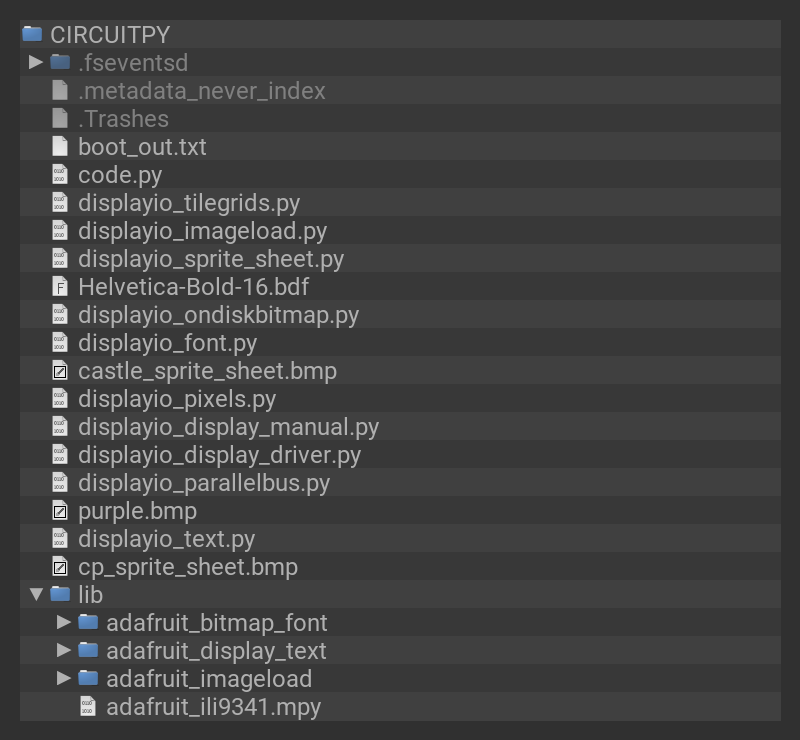 CIRCUITPY
.fseventsd
.metadata_never_index
.Trashes
boot_out.txt
code.py
displayio_tilegrids.py
displayio_imageload.py
displayio_sprite_sheet.py
Helvetica-Bold-16.bdf
displayio_ondiskbitmap.py
displayio_font.py
castle_sprite_sheet.bmp
displayio_pixels.py
displayio_display_manual.py
displayio_display_driver.py
displayio_parallelbus.py
purple.bmp
displayio_text.py
cp_sprite_sheet.bmp
lib
adafruit_bitmap_font
adafruit_display_text
adafruit_imageload
adafruit_ili9341.mpy